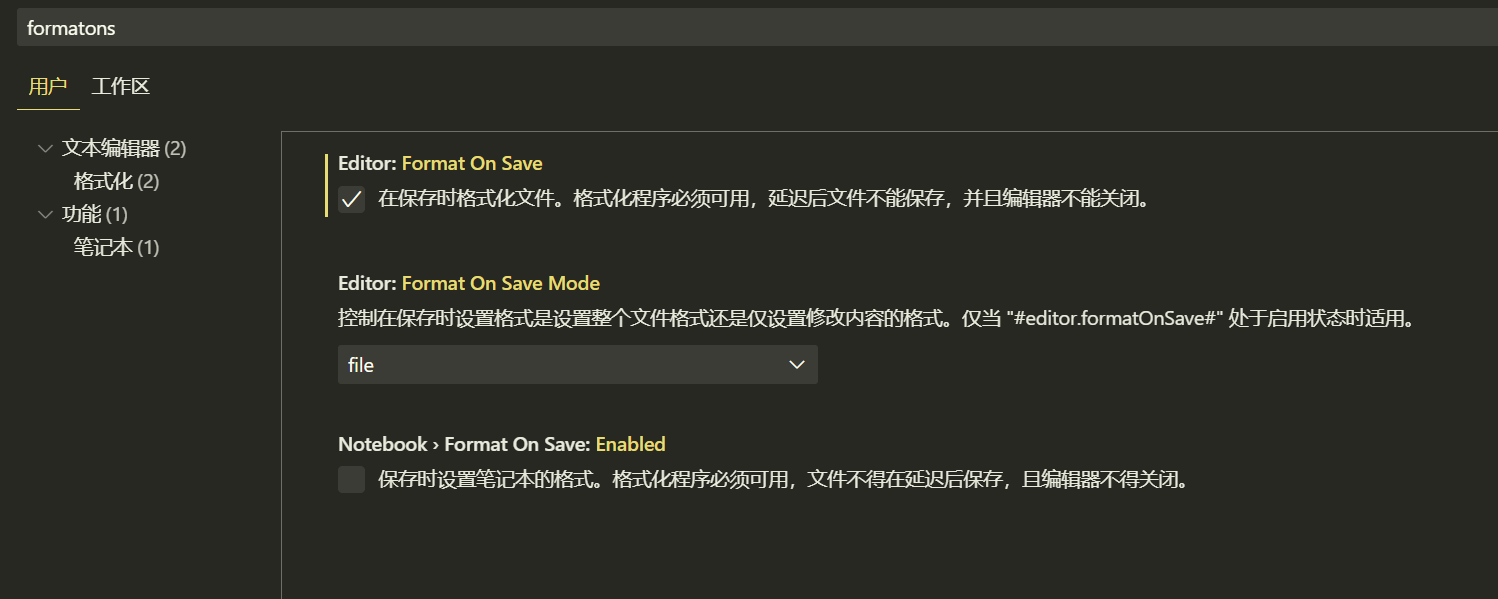 formatons
用户 工作区
文本编辑器 (2)
格式化 (2)
功能 (1)
笔记本 (1)
Editor: Format On Save
在保存时格式化文件。格式化程序必须可用，延迟后文件不能保存，并且编辑器不能关闭。
Editor: Format On Save Mode
控制在保存时设置格式是设置整个文件格式还是仅设置修改内容的格式。仅当 "#editor.formatOnSave#" 处于启用状态时适用。
file
Notebook › Format On Save: Enabled
保存时设置笔记本的格式。格式化程序必须可用，文件不得在延迟后保存，且编辑器不得关闭。